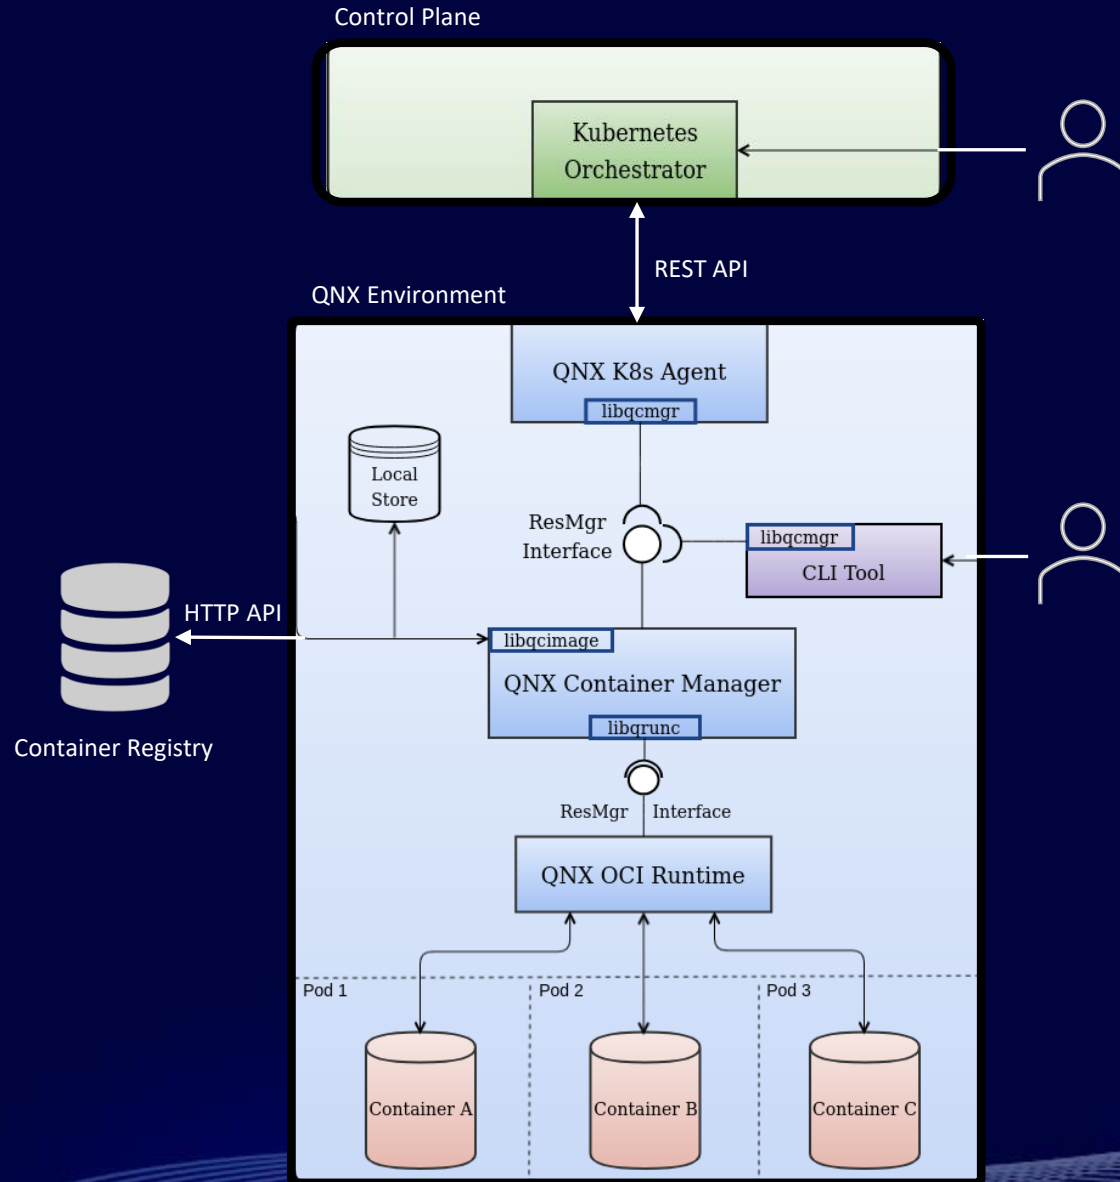 Control Plane
Kubernetes
Orchestrator
REST API
QNX Environment
QNX K8s Agent
libqcmgr
Local
Store
ResMgr
Interface
libqcmgr
CLI Tool
HTTP API
libqcimage
QNX Container Manager
libqrunc
Container Registry
ResMgr Interface
QNX OCI Runtime
Pod 1
Pod 2
Pod 3
Container A
Container B
Container C